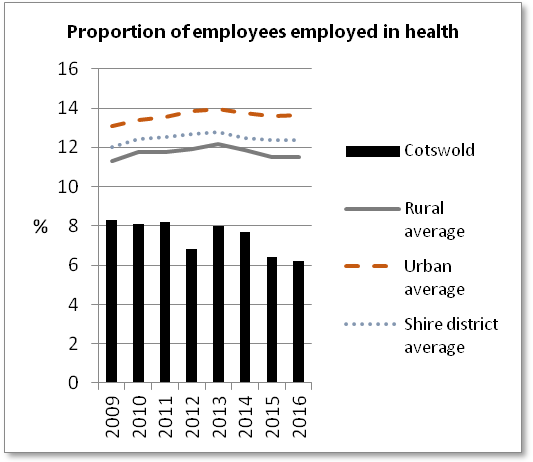 Proportion of employees employed in health
16
14
12
10
8
6
4
2
0
%
2009
2010
2011
2012
2013
2014
2015
2016
Cotswold
Rural
average
Urban
average
Shire district
average